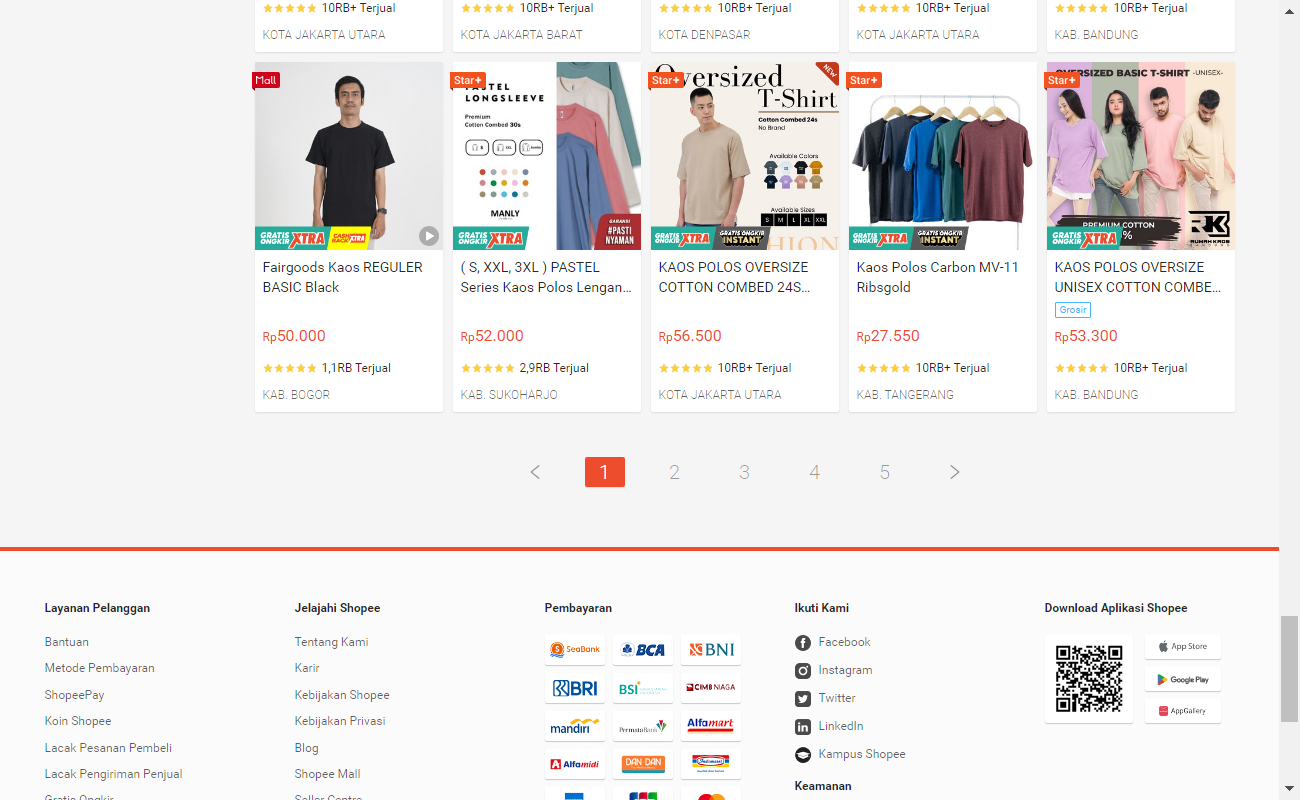 10RB+ Terjual
10RB+ Terjual
10RB+ Terjual
10RB+ Terjual
10RB+ Terjual
KOTA JAKARTA UTARA
KOTA JAKARTA BARAT
KOTA DENPASAR
KOTA JAKARTA UTARA
KAB. BANDUNG
Mall
GRATIS ONGKIR XTRA
CASHBACK XTRA
Fairgoods Kaos REGULER
BASIC Black
Rp50.000
1,1RB Terjual
KAB. BOGOR
Star+
PASTEL
LONGSLEEVE
Premium
Cotton Combed 30s
MANLY
GARANSI
#PASTI
NYAMAN
GRATIS ONGKIR XTRA
( S, XXL, 3XL ) PASTEL
Series Kaos Polos Lengan...
Rp52.000
2,9RB Terjual
KAB. SUKOHARJO
Star+
NEW
Oversized
T-Shirt
Cotton Combed 24s
No Brand
Available Colors
Available Sizes
S M L XL XXL
FASHION
GRATIS ONGKIR XTRA
GRATIS ONGKIR INSTANT
KAOS POLOS OVERSIZE
COTTON COMBED 24S...
Rp56.500
10RB+ Terjual
KOTA JAKARTA UTARA
Star+
GRATIS ONGKIR XTRA
GRATIS ONGKIR INSTANT
Kaos Polos Carbon MV-11
Ribsgold
Rp27.550
10RB+ Terjual
KAB. TANGERANG
Star+
OVERSIZED BASIC T-SHIRT -UNISEX-
PREMIUM COTTON
%
RK
RUMAH KAOS
BANDUNG
GRATIS ONGKIR XTRA
KAOS POLOS OVERSIZE
UNISEX COTTON COMBE...
Grosir
Rp53.300
10RB+ Terjual
KAB. BANDUNG
1 2 3 4 5
Layanan Pelanggan
Bantuan
Metode Pembayaran
ShopeePay
Koin Shopee
Lacak Pesanan Pembeli
Lacak Pengiriman Penjual
Gratis Ongkir
Jelajahi Shopee
Tentang Kami
Karir
Kebijakan Shopee
Kebijakan Privasi
Blog
Shopee Mall
Seller Centre
Pembayaran
SeaBank
BCA
BNI
BRI
BSI
CIMB NIAGA
mandiri
PermataBank
Alfamart
Alfamidi
DAN DAN
Indomaret
JCB
Ikuti Kami
Facebook
Instagram
Twitter
LinkedIn
Kampus Shopee
Keamanan
Download Aplikasi Shopee
App Store
Google Play
AppGallery